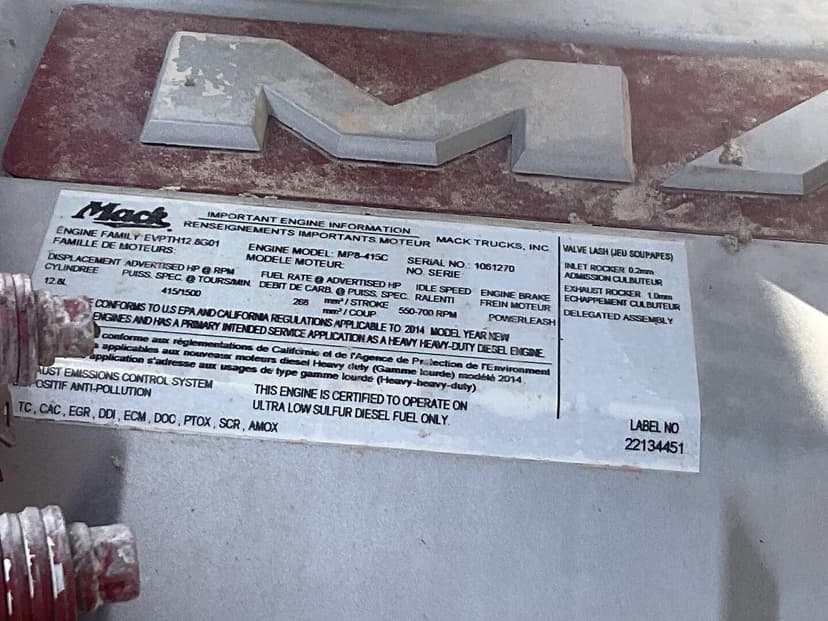 MA
Mack
IMPORTANT ENGINE INFORMATION
RENSEIGNEMENTS IMPORTANTS MOTEUR MACK TRUCKS, INC.
ENGINE FAMILY: EVPTH12.8G01
FAMILLE DE MOTEURS:
ENGINE MODEL: MP8-415C
MODELE MOTEUR:
SERIAL NO.: 1061270
NO. SERIE
DISPLACEMENT
CYLINDREE
12.8L
ADVERTISED HP @ RPM
PUISS. SPEC. @ TOURS/MIN.
415/1500
FUEL RATE @ ADVERTISED HP
DEBIT DE CARB. @ PUISS. SPEC.
268 mm³ / STROKE
mm³ / COUP
IDLE SPEED
RALENTI
550-700 RPM
ENGINE BRAKE
FREIN MOTEUR
POWERLEASH
E CONFORMS TO U.S EPA AND CALIFORNIA REGULATIONS APPLICABLE TO 2014 MODEL YEAR NEW
ENGINES AND HAS A PRIMARY INTENDED SERVICE APPLICATION AS A HEAVY HEAVY-DUTY DIESEL ENGINE.
conforme aux réglementations de Californie et de l'Agence de Protection de l'Environment
applicables aux nouveaux moteurs diesel Heavy duty (Gamme lourde) modèlé 2014.
application s'adresse aux usages de type gamme lourde (Heavy-heavy-duty)
AUST EMISSIONS CONTROL SYSTEM
POSITIF ANTI-POLLUTION
TC, CAC, EGR, DDI, ECM, DOC, PTOX, SCR, AMOX
THIS ENGINE IS CERTIFIED TO OPERATE ON
ULTRA LOW SULFUR DIESEL FUEL ONLY.
VALVE LASH (JEU SOUPAPES)
INLET ROCKER 0.2mm
ADMISSION CULBUTEUR
EXHAUST ROCKER 1.0mm
ECHAPPEMENT CULBUTEUR
DELEGATED ASSEMBLY
LABEL NO
22134451